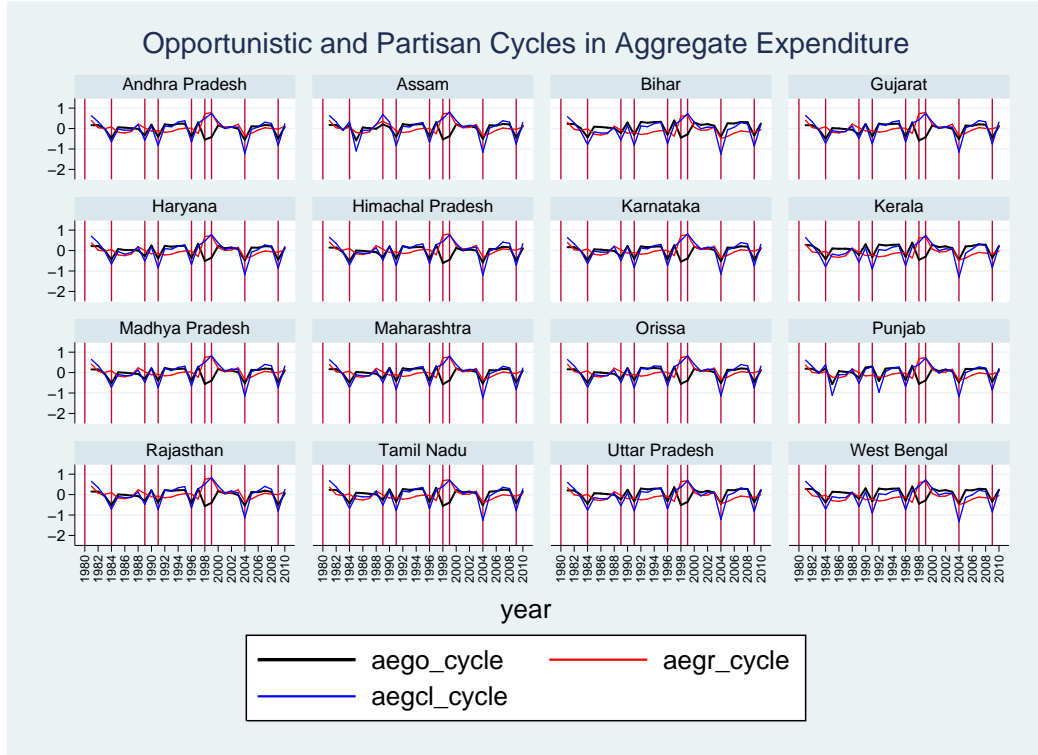 Opportunistic and Partisan Cycles in Aggregate Expenditure
Andhra Pradesh Assam Bihar Gujarat
1
0
−1
−2
Haryana Himachal Pradesh Karnataka Kerala
1
0
−1
−2
Madhya Pradesh Maharashtra Orissa Punjab
1
0
−1
−2
Rajasthan Tamil Nadu Uttar Pradesh West Bengal
1
0
−1
−2
1980 1982 1984 1986 1988 1990 1992 1994 1996 1998 2000 2002 2004 2006 2008 2010 1980 1982 1984 1986 1988 1990 1992 1994 1996 1998 2000 2002 2004 2006 2008 2010 1980 1982 1984 1986 1988 1990 1992 1994 1996 1998 2000 2002 2004 2006 2008 2010 1980 1982 1984 1986 1988 1990 1992 1994 1996 1998 2000 2002 2004 2006 2008 2010
year
aego_cycle aegr_cycle
aegcl_cycle